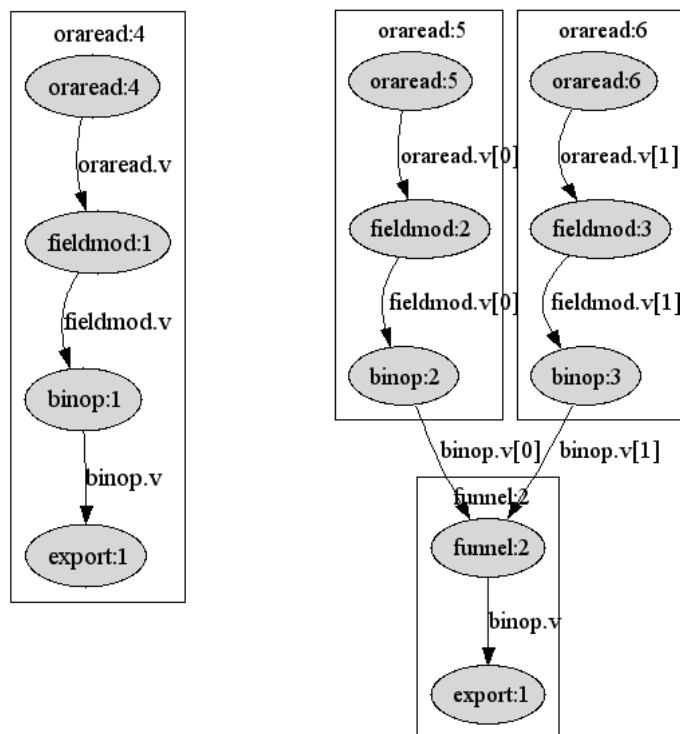 oraread:4
oraread:4
oraread.v
fieldmod:1
fieldmod.v
binop:1
binop.v
export:1
oraread:5
oraread:5
oraread.v[0]
fieldmod:2
fieldmod.v[0]
binop:2
binop.v[0]
oraread:6
oraread:6
oraread.v[1]
fieldmod:3
fieldmod.v[1]
binop:3
binop.v[1]
funnel:2
funnel:2
binop.v
export:1